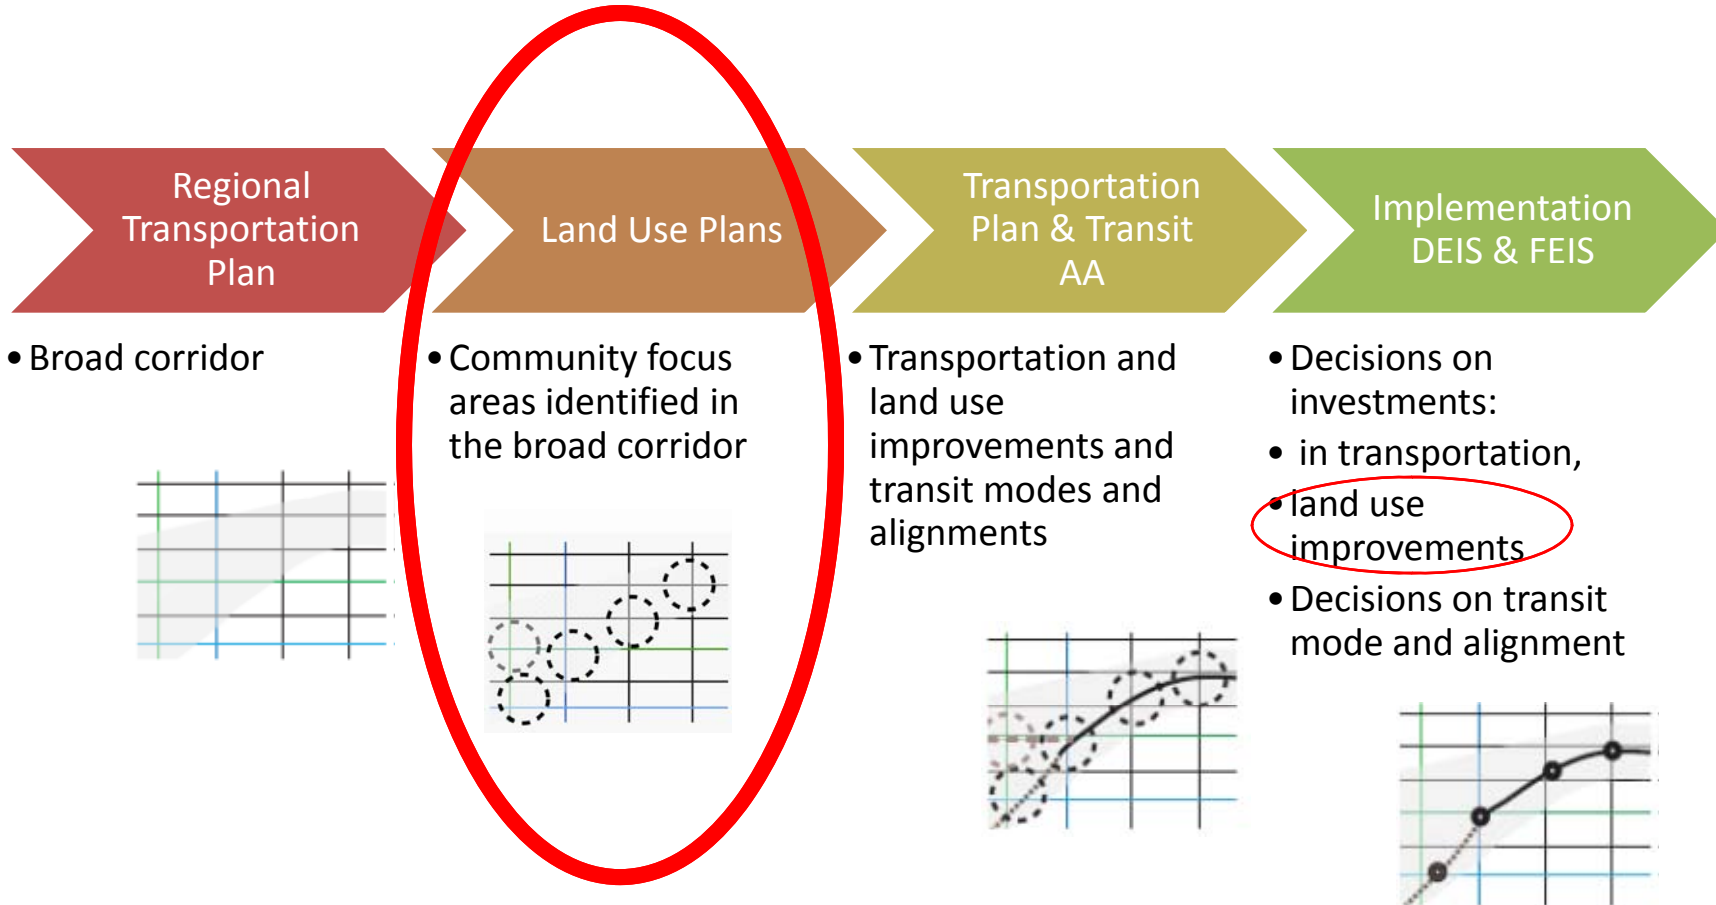 Regional
Transportation
Plan
Land Use Plans
Transportation
Plan & Transit
AA
Implementation
DEIS & FEIS
•Broad corridor
•Community focus
areas identified in
the broad corridor
•Transportation and
land use
improvements and
transit modes and
alignments
•Decisions on
investments:
• in transportation,
•land use
improvements
•Decisions on transit
mode and alignment